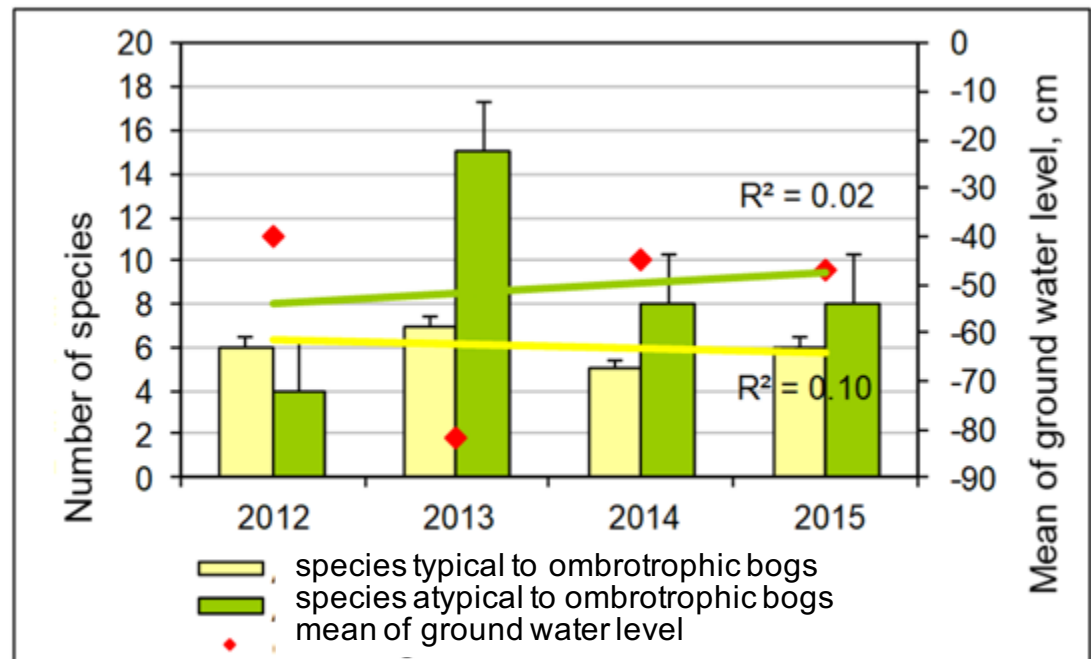 20
18
16
14
12
10
8
6
4
2
0
Number of species
0
-10
-20
-30
-40
-50
-60
-70
-80
-90
Mean of ground water level, cm
R² = 0.02
R² = 0.10
2012 2013 2014 2015
species typical to ombrotrophic bogs
species atypical to ombrotrophic bogs
mean of ground water level